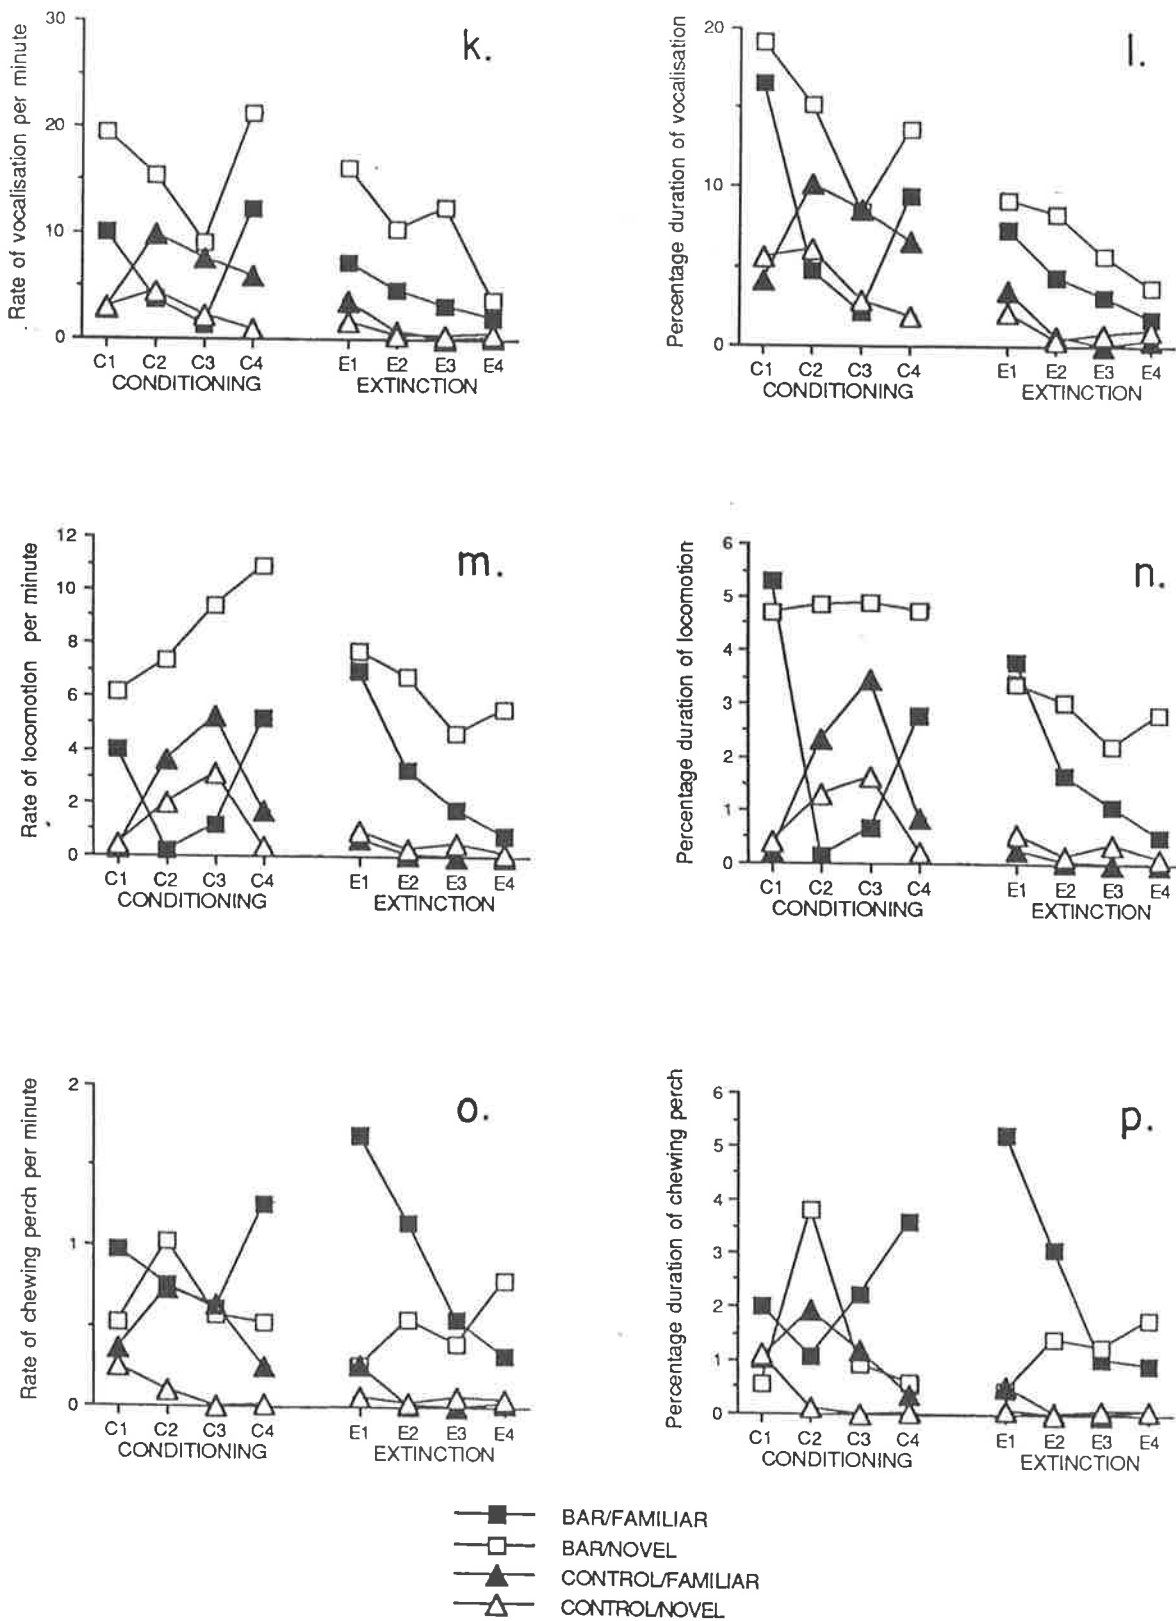 k.
Rate of vocalisation per minute
30
20
10
0
C1 C2 C3 C4
CONDITIONING
E1 E2 E3 E4
EXTINCTION
l.
Percentage duration of vocalisation
20
10
0
C1 C2 C3 C4
CONDITIONING
E1 E2 E3 E4
EXTINCTION
m.
Rate of locomotion per minute
12
10
8
6
4
2
0
C1 C2 C3 C4
CONDITIONING
E1 E2 E3 E4
EXTINCTION
n.
Percentage duration of locomotion
6
5
4
3
2
1
0
C1 C2 C3 C4
CONDITIONING
E1 E2 E3 E4
EXTINCTION
o.
Rate of chewing perch per minute
2
1
0
C1 C2 C3 C4
CONDITIONING
E1 E2 E3 E4
EXTINCTION
p.
Percentage duration of chewing perch
6
5
4
3
2
1
0
C1 C2 C3 C4
CONDITIONING
E1 E2 E3 E4
EXTINCTION
BAR/FAMILIAR
BAR/NOVEL
CONTROL/FAMILIAR
CONTROL/NOVEL